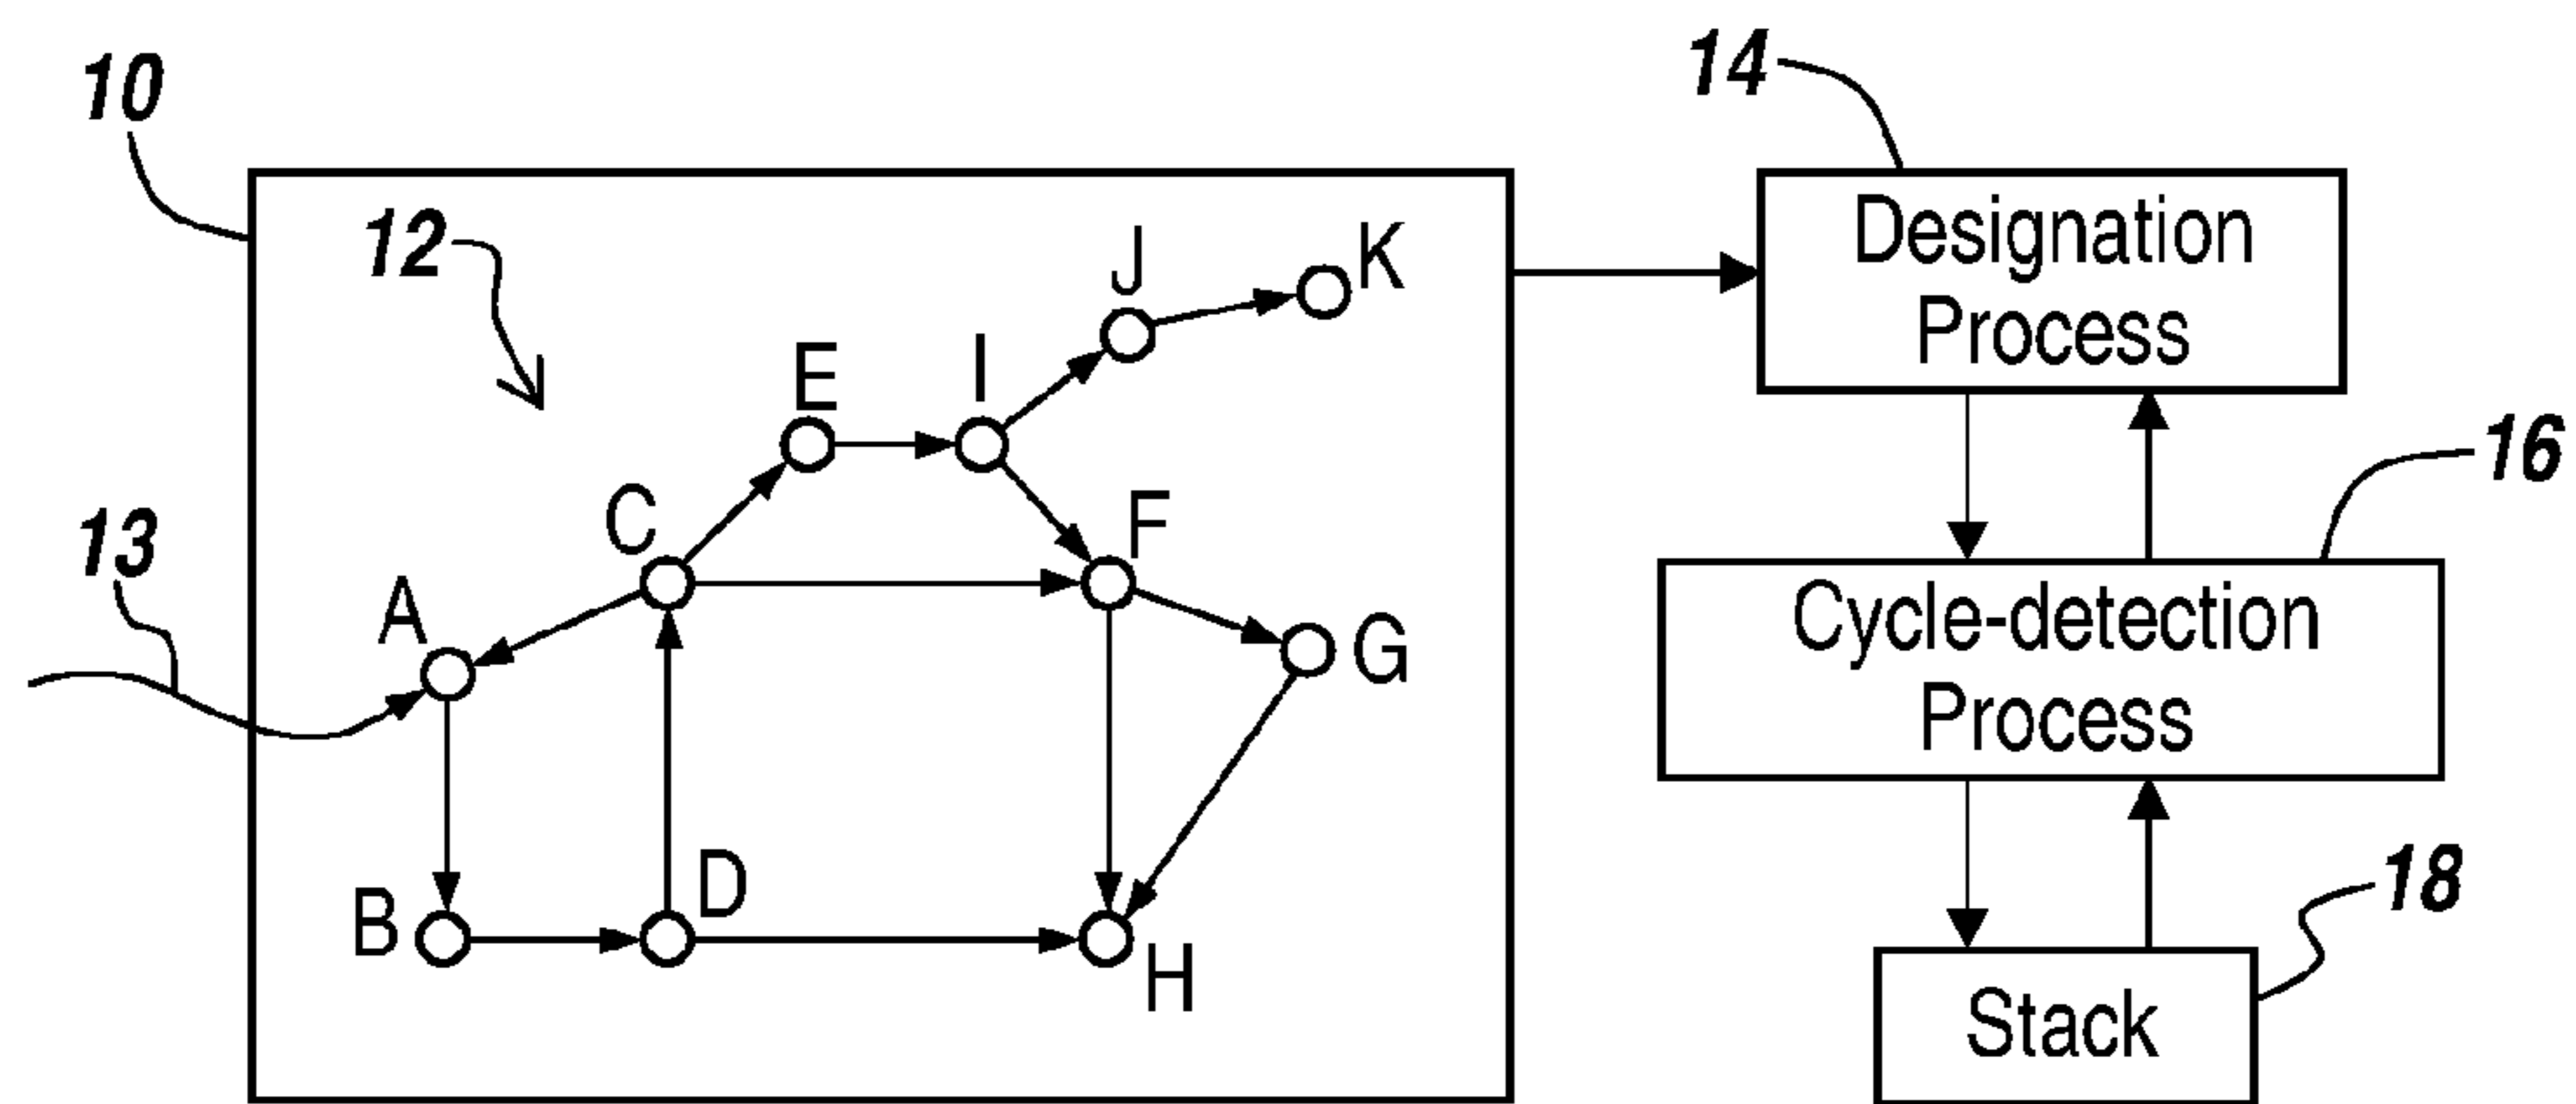 10
12
13
A
B
C
D
E
I
J
K
F
G
H
14
Designation
Process
16
Cycle-detection
Process
18
Stack